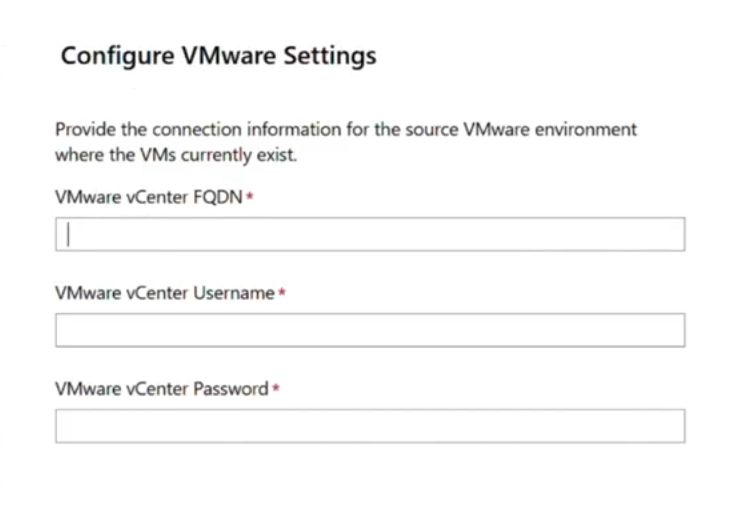 Configure VMware Settings
Provide the connection information for the source VMware environment
where the VMs currently exist.
VMware vCenter FQDN *
VMware vCenter Username *
VMware vCenter Password *